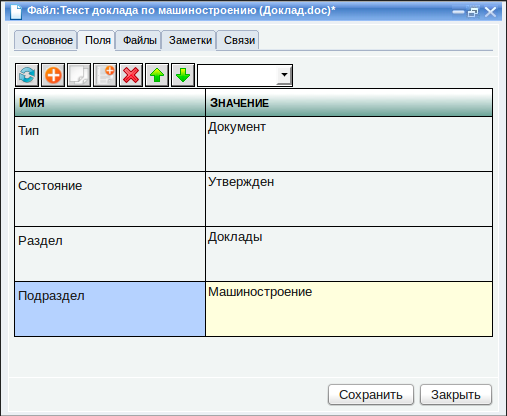 Файл:Текст доклада по машиностроению (Доклад.doc)*
Основное Поля Файлы Заметки Связи
Имя Значение
Тип Документ
Состояние Утвержден
Раздел Доклады
Подраздел Машиностроение
Сохранить Закрыть